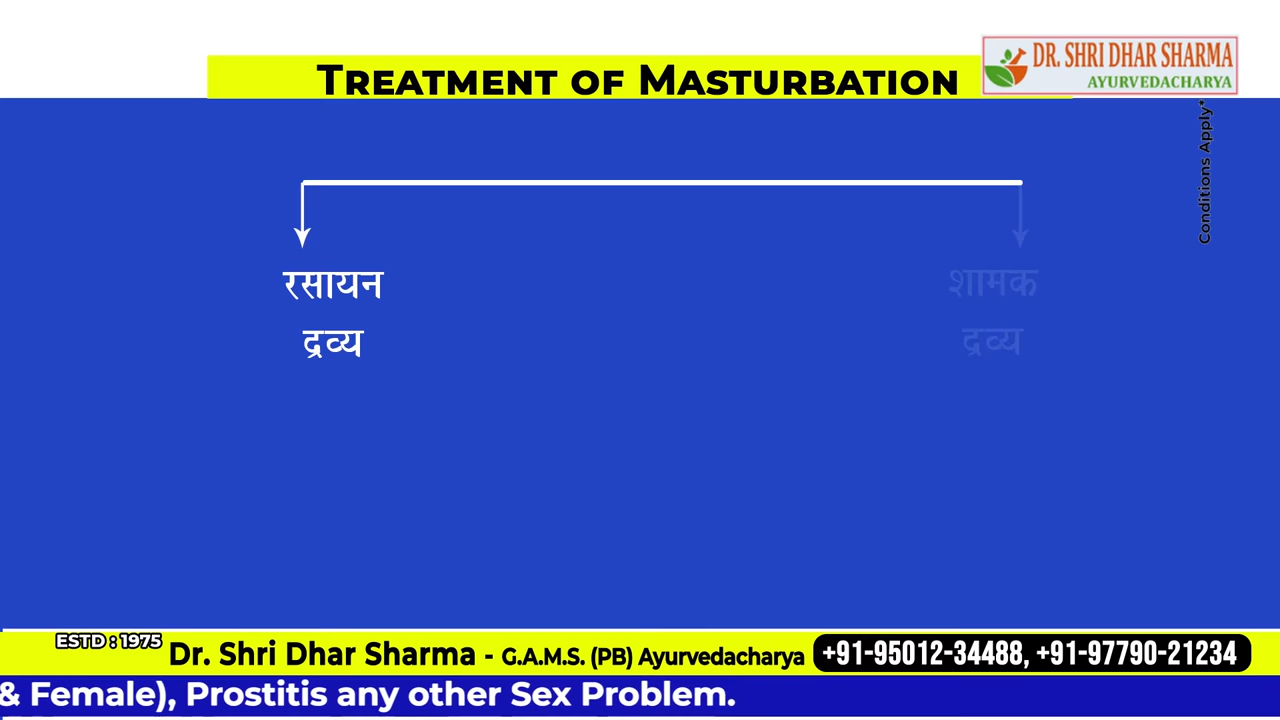 TREATMENT OF MASTURBATION
DR. SHRI DHAR SHARMA
AYURVEDACHARYA
Conditions Apply*
रसायन
द्रव्य
शामक
द्रव्य
ESTD : 1975
Dr. Shri Dhar Sharma - G.A.M.S. (PB) Ayurvedacharya
+91-95012-34488, +91-97790-21234
& Female), Prostitis any other Sex Problem.